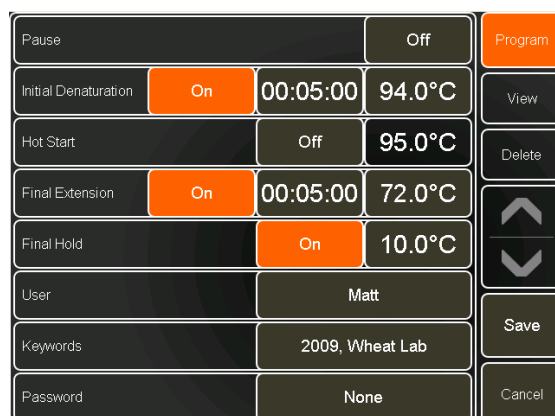 Pause Off Program
Initial Denaturation On 00:05:00 94.0°C View
Hot Start Off 95.0°C Delete
Final Extension On 00:05:00 72.0°C
Final Hold On 10.0°C
User Matt
Save
Keywords 2009, Wheat Lab
Password None Cancel